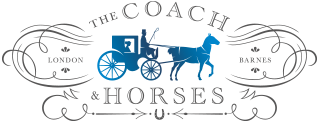 THE COACH
LONDON
BARNES
& HORSES